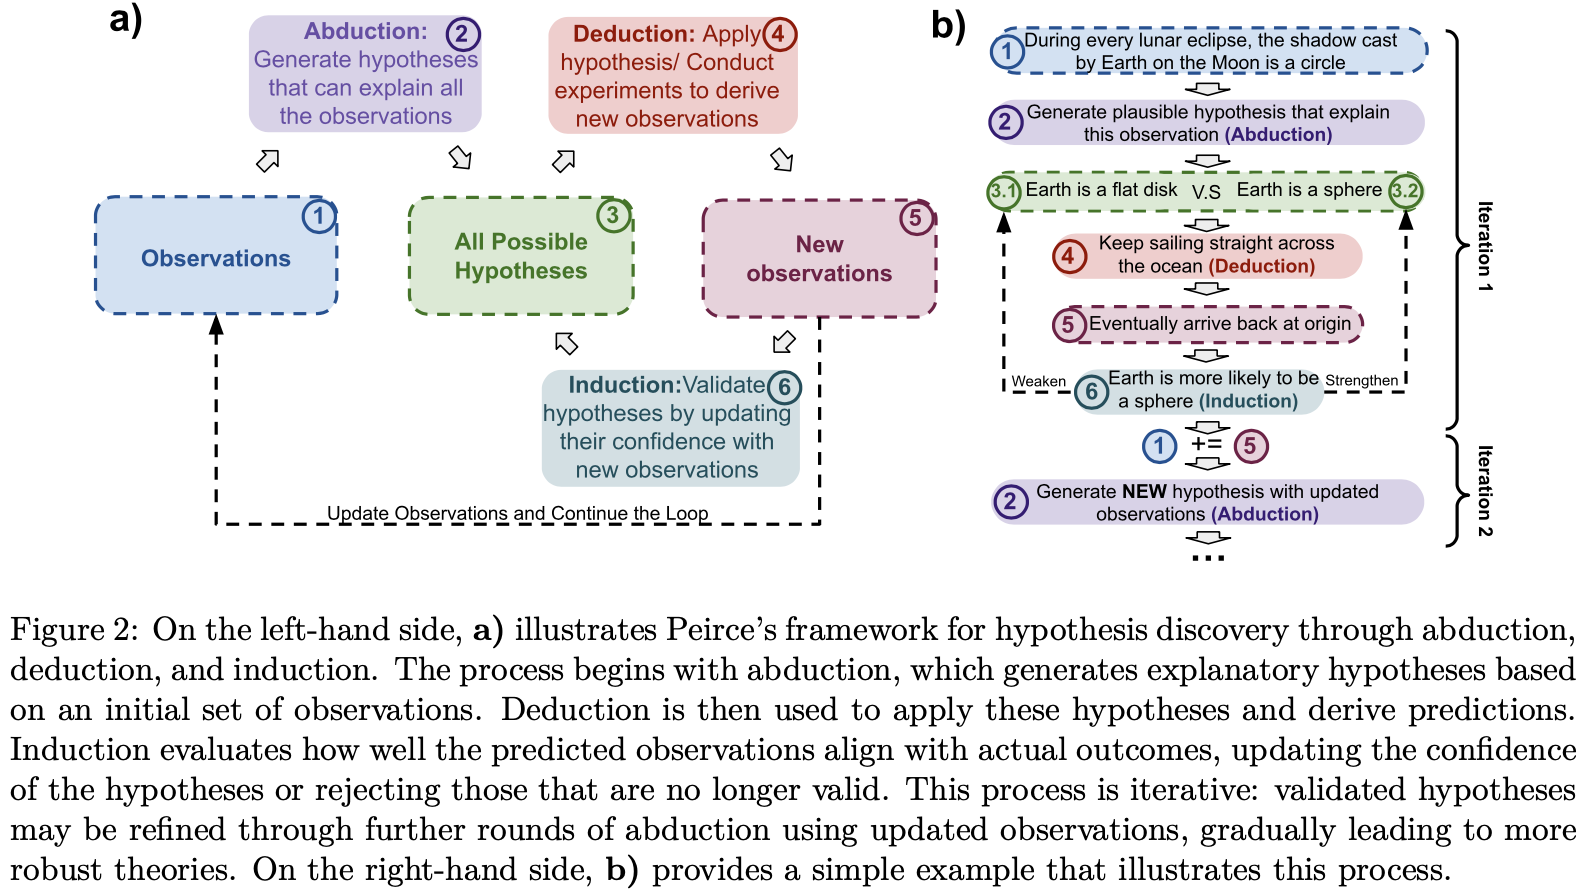 a)
Abduction: 2
Generate hypotheses
that can explain all
the observations
Deduction: Apply 4
hypothesis/ Conduct
experiments to derive
new observations
1
Observations
3
All Possible
Hypotheses
5
New
observations
Induction:Validate 6
hypotheses by updating
their confidence with
new observations
Update Observations and Continue the Loop
b)
1 During every lunar eclipse, the shadow cast
by Earth on the Moon is a circle
2 Generate plausible hypothesis that explain
this observation (Abduction)
3.1 Earth is a flat disk V.S Earth is a sphere 3.2
4 Keep sailing straight across
the ocean (Deduction)
5 Eventually arrive back at origin
Weaken
6 Earth is more likely to be
a sphere (Induction)
Strengthen
1 += 5
2 Generate NEW hypothesis with updated
observations (Abduction)
...
Iteration 1
Iteration 2
Figure 2: On the left-hand side, a) illustrates Peirce's framework for hypothesis discovery through abduction,
deduction, and induction. The process begins with abduction, which generates explanatory hypotheses based
on an initial set of observations. Deduction is then used to apply these hypotheses and derive predictions.
Induction evaluates how well the predicted observations align with actual outcomes, updating the confidence
of the hypotheses or rejecting those that are no longer valid. This process is iterative: validated hypotheses
may be refined through further rounds of abduction using updated observations, gradually leading to more
robust theories. On the right-hand side, b) provides a simple example that illustrates this process.